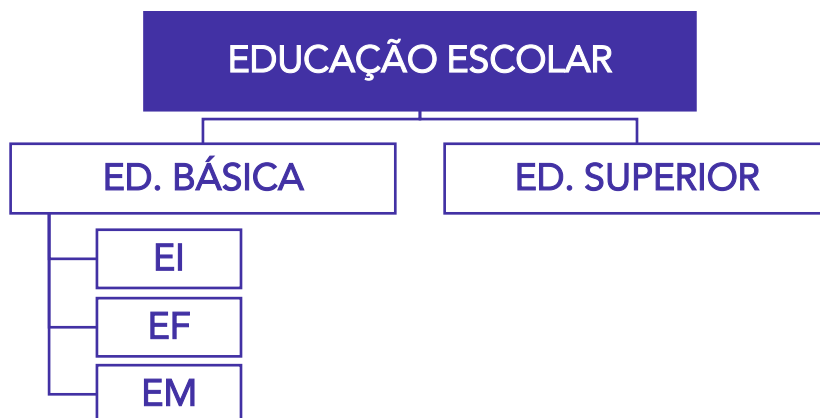 EDUCAÇÃO ESCOLAR
ED. BÁSICA
ED. SUPERIOR
EI
EF
EM